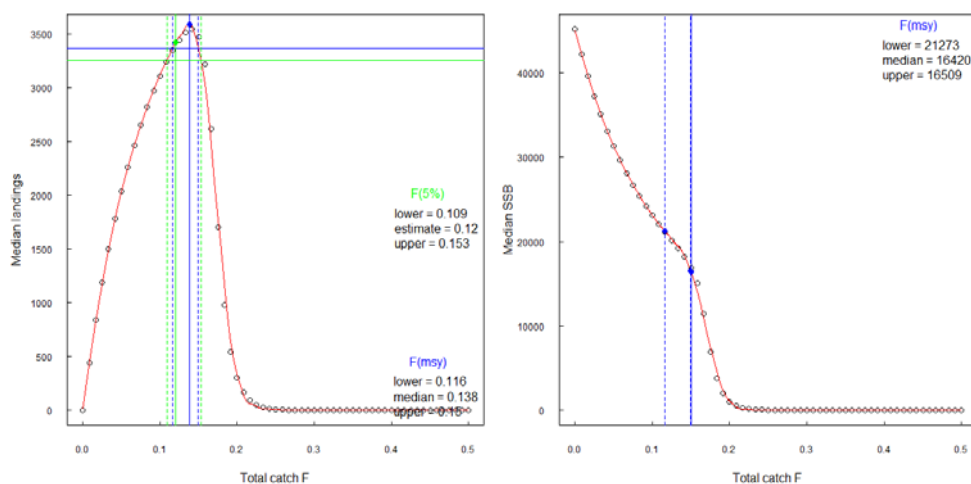 3500
3000
2500
2000
1500
1000
500
0
Median landings
F(5%)
lower = 0.109
estimate = 0.12
upper = 0.153
F(msy)
lower = 0.116
median = 0.138
upper = 0.15
0.0 0.1 0.2 0.3 0.4 0.5
Total catch F
F(msy)
lower = 21273
median = 16420
upper = 16509
40000
30000
20000
10000
0
Median SSB
0.0 0.1 0.2 0.3 0.4 0.5
Total catch F